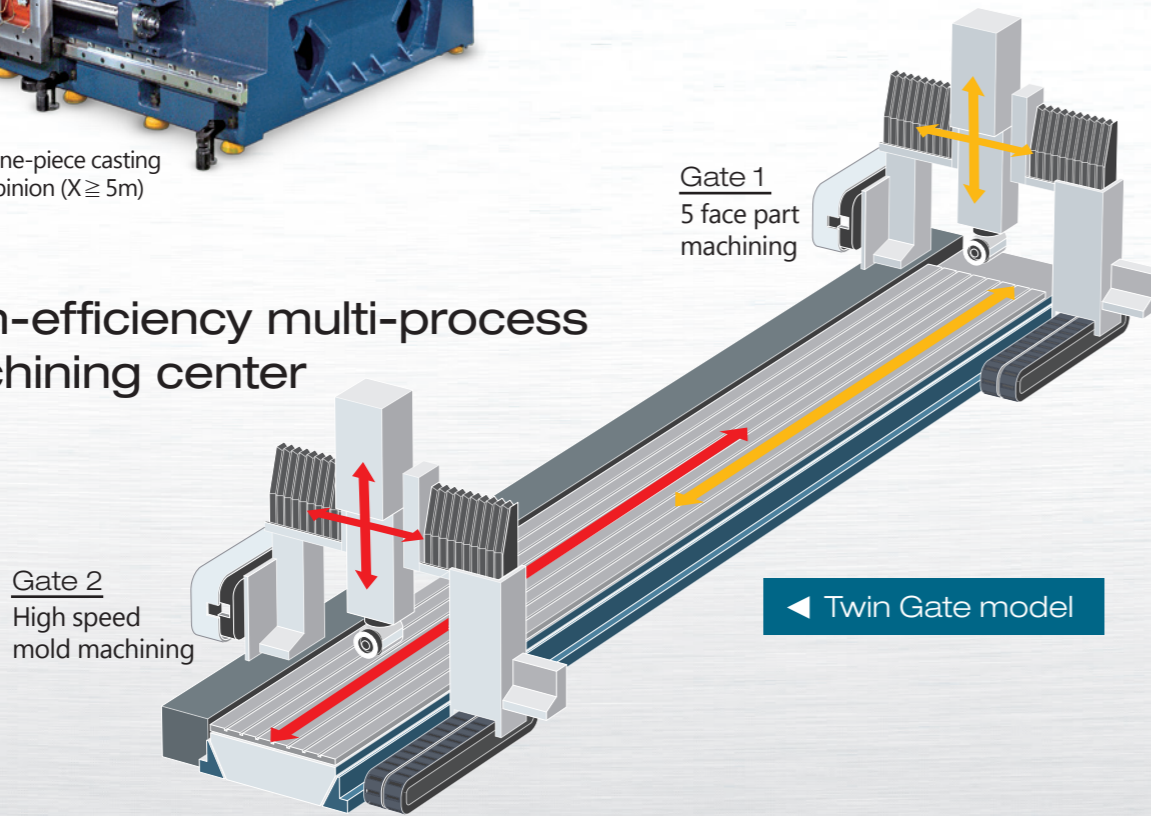 ne-piece casting
pinion (X ≧ 5m)
Gate 1
5 face part
machining
n-efficiency multi-process
chining center
Gate 2
High speed
mold machining
◀ Twin Gate model